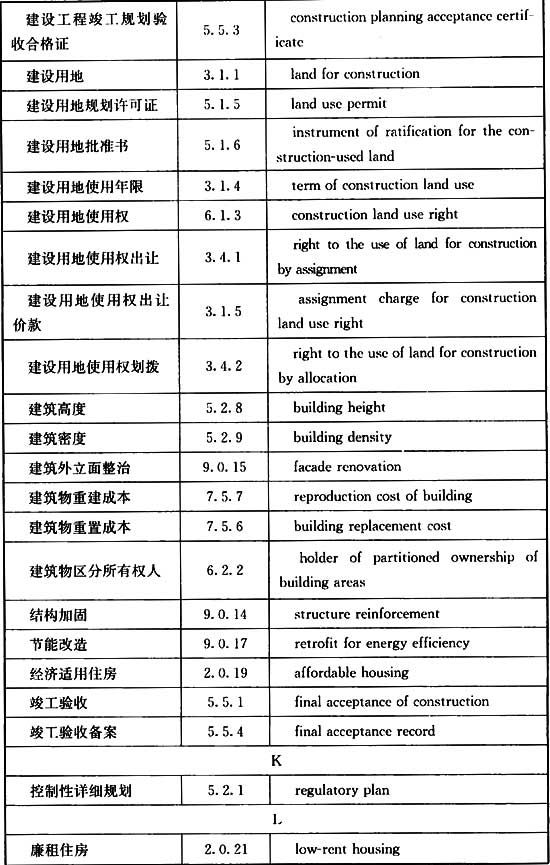 建设工程竣工规划验 5.5.3 construction planning acceptance certif-
收合格证 icate
建设用地 3.1.1 land for construction
建设用地规划许可证 5.1.5 land use permit
建设用地批准书 5.1.6 instrument of ratification for the con-
struction-used land
建设用地使用年限 3.1.4 term of construction land use
建设用地使用权 6.1.3 construction land use right
建设用地使用权出让 3.4.1 right to the use of land for construction
by assignment
建设用地使用权出让 3.1.5 assignment charge for construction
价款 land use right
建设用地使用权划拨 3.4.2 right to the use of land for construction
by allocation
建筑高度 5.2.8 building height
建筑密度 5.2.9 building density
建筑外立面整治 9.0.15 facade renovation
建筑物重建成本 7.5.7 reproduction cost of building
建筑物重置成本 7.5.6 building replacement cost
建筑物区分所有权人 6.2.2 holder of partitioned ownership of
building areas
结构加固 9.0.14 structure reinforcement
节能改造 9.0.17 retrofit for energy efficiency
经济适用住房 2.0.19 affordable housing
竣工验收 5.5.1 final acceptance of construction
竣工验收备案 5.5.4 final acceptance record
K
控制性详细规划 5.2.1 regulatory plan
L
廉租住房 2.0.21 low-rent housing